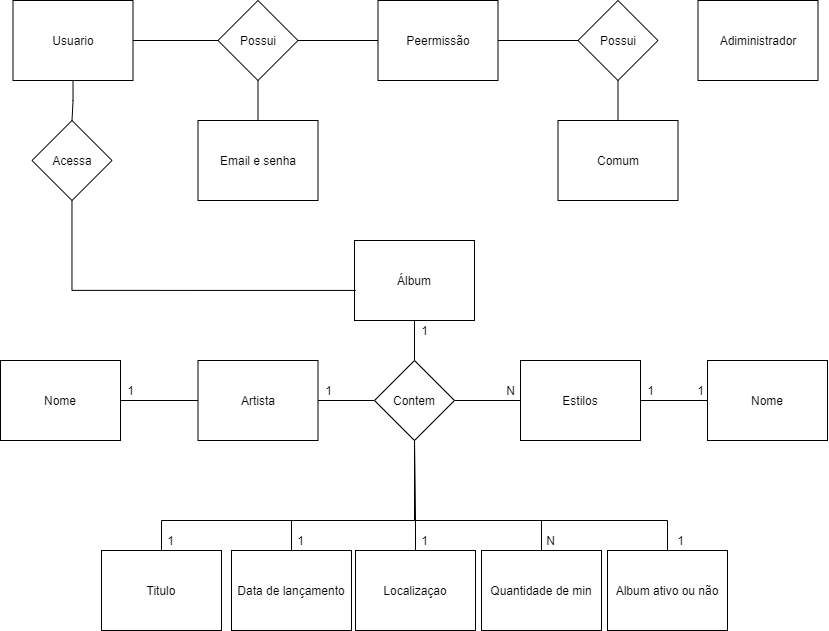 Usuario
Possui
Peermissão
Possui
Adiministrador
Acessa
Email e senha
Comum
Álbum
1
Nome
1
Artista
1
Contem
N
Estilos
1
1
Nome
1
1
1
N
1
Titulo
Data de lançamento
Localizaçao
Quantidade de min
Album ativo ou não